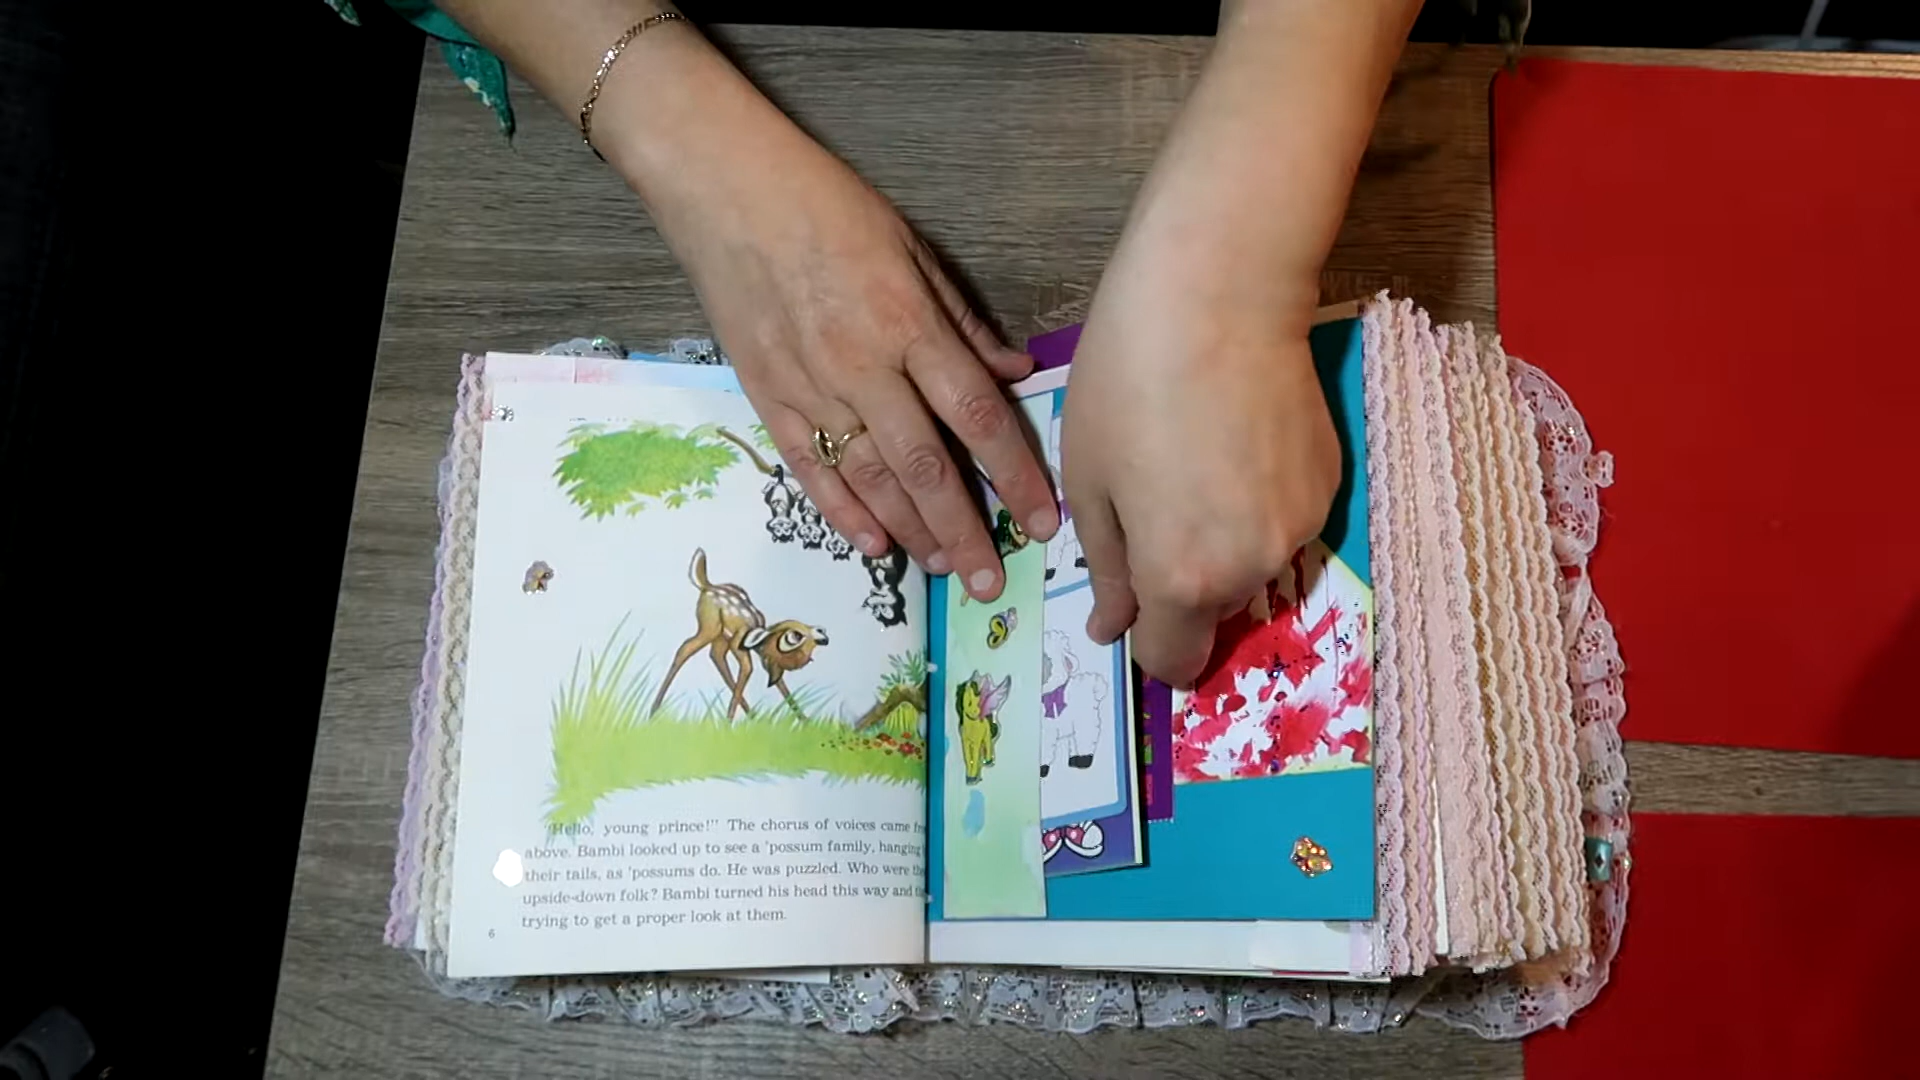 "Hello, young prince!" The chorus of voices came
above. Bambi looked up to see a 'possum family, hanging
their tails, as 'possums do. He was puzzled. Who were
upside-down folk? Bambi turned his head this way and
trying to get a proper look at them.
6